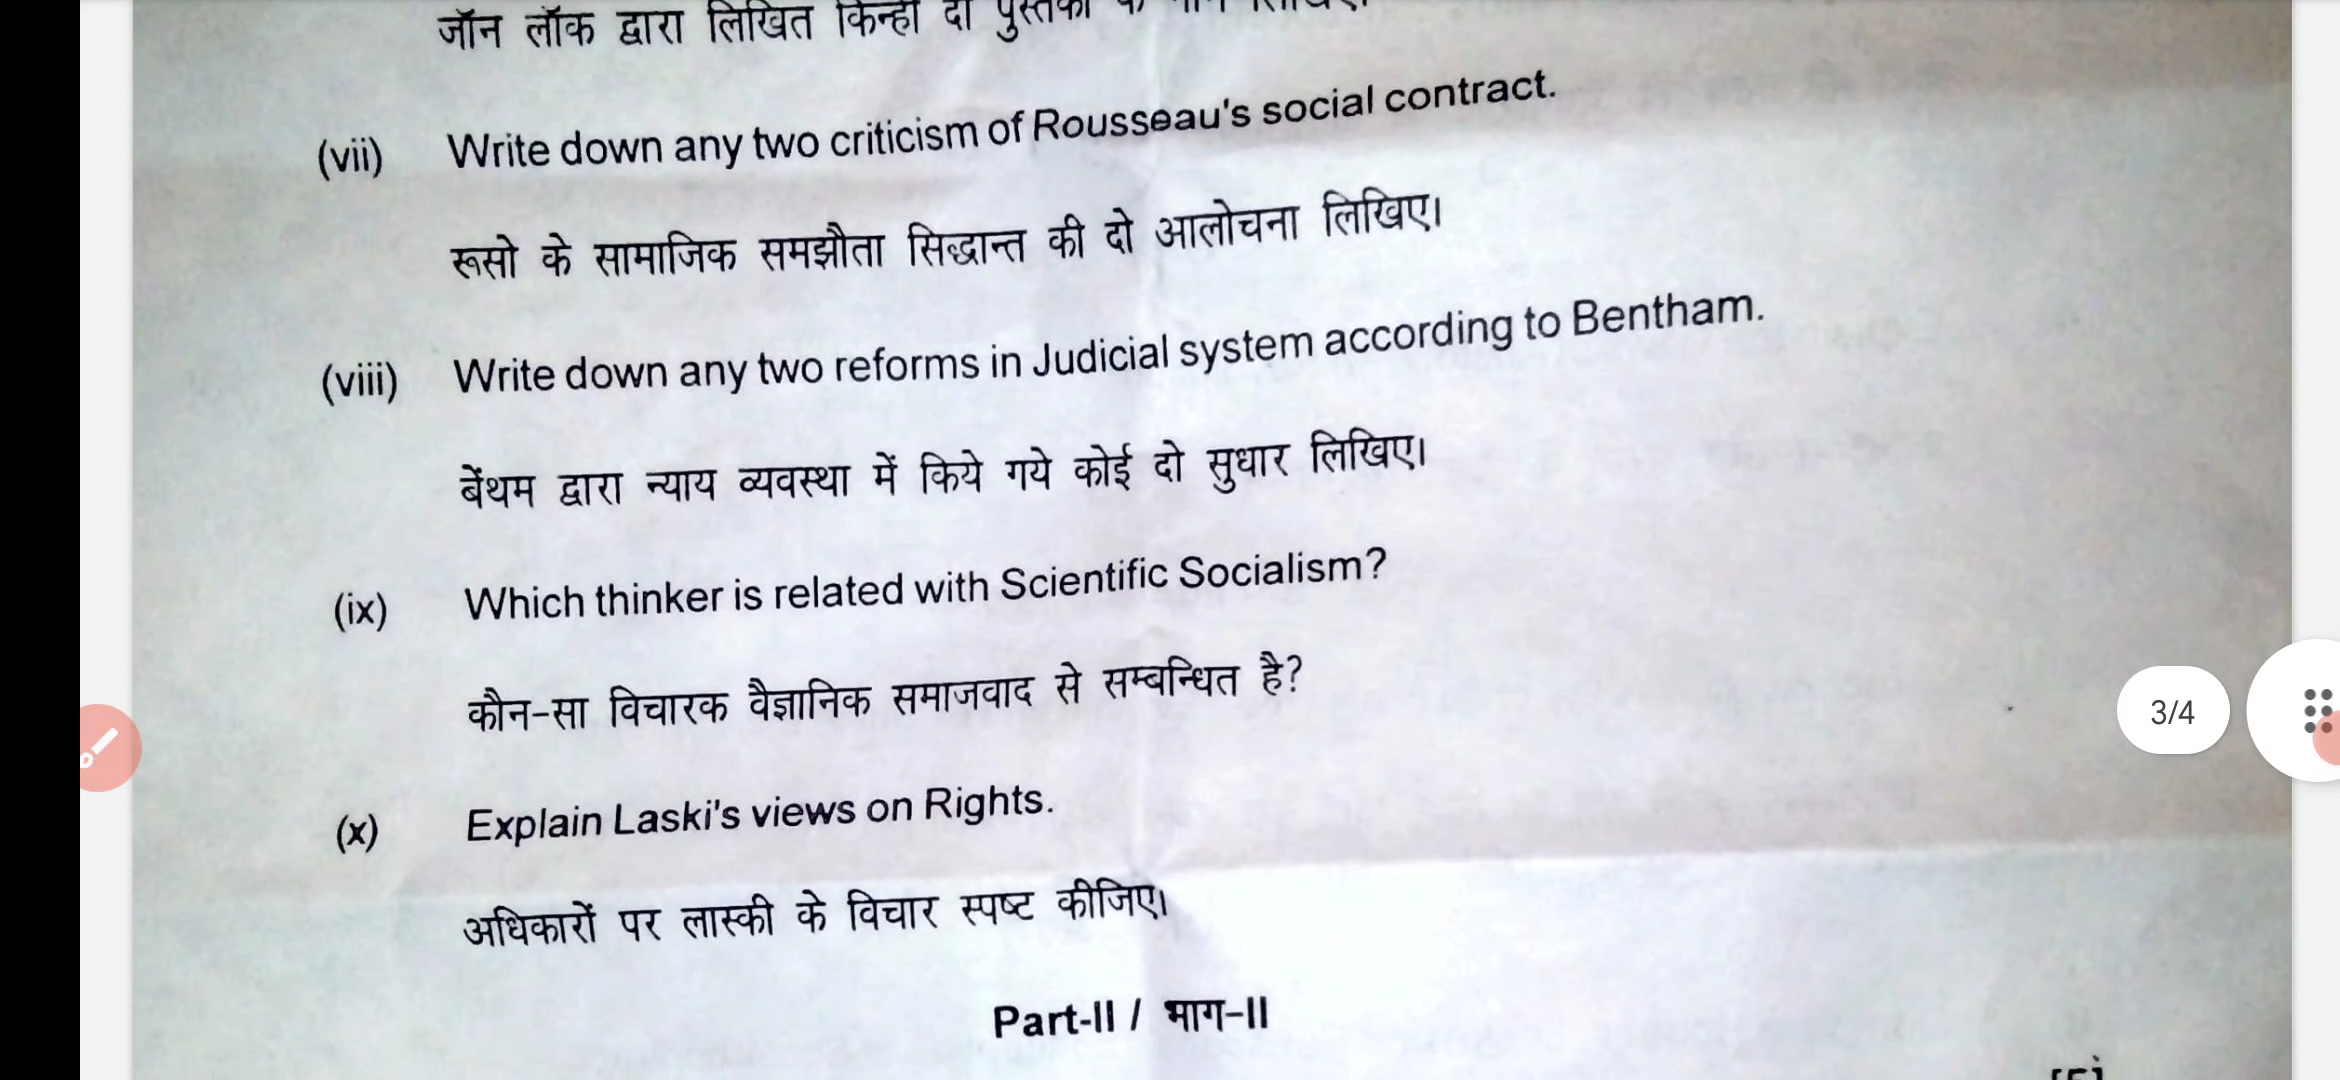 जॉन लॉक द्वारा लिखित किन्हीं दो पुस्तकों के नाम लिखिए।
(vii) Write down any two criticism of Rousseau's social contract.
रूसो के सामाजिक समझौता सिद्धान्त की दो आलोचना लिखिए।
(viii) Write down any two reforms in Judicial system according to Bentham.
बेंथम द्वारा न्याय व्यवस्था में किये गये कोई दो सुधार लिखिए।
(ix) Which thinker is related with Scientific Socialism?
कौन-सा विचारक वैज्ञानिक समाजवाद से सम्बन्धित है?
3/4
(x) Explain Laski's views on Rights.
अधिकारों पर लास्की के विचार स्पष्ट कीजिए।
Part-II / भाग-II